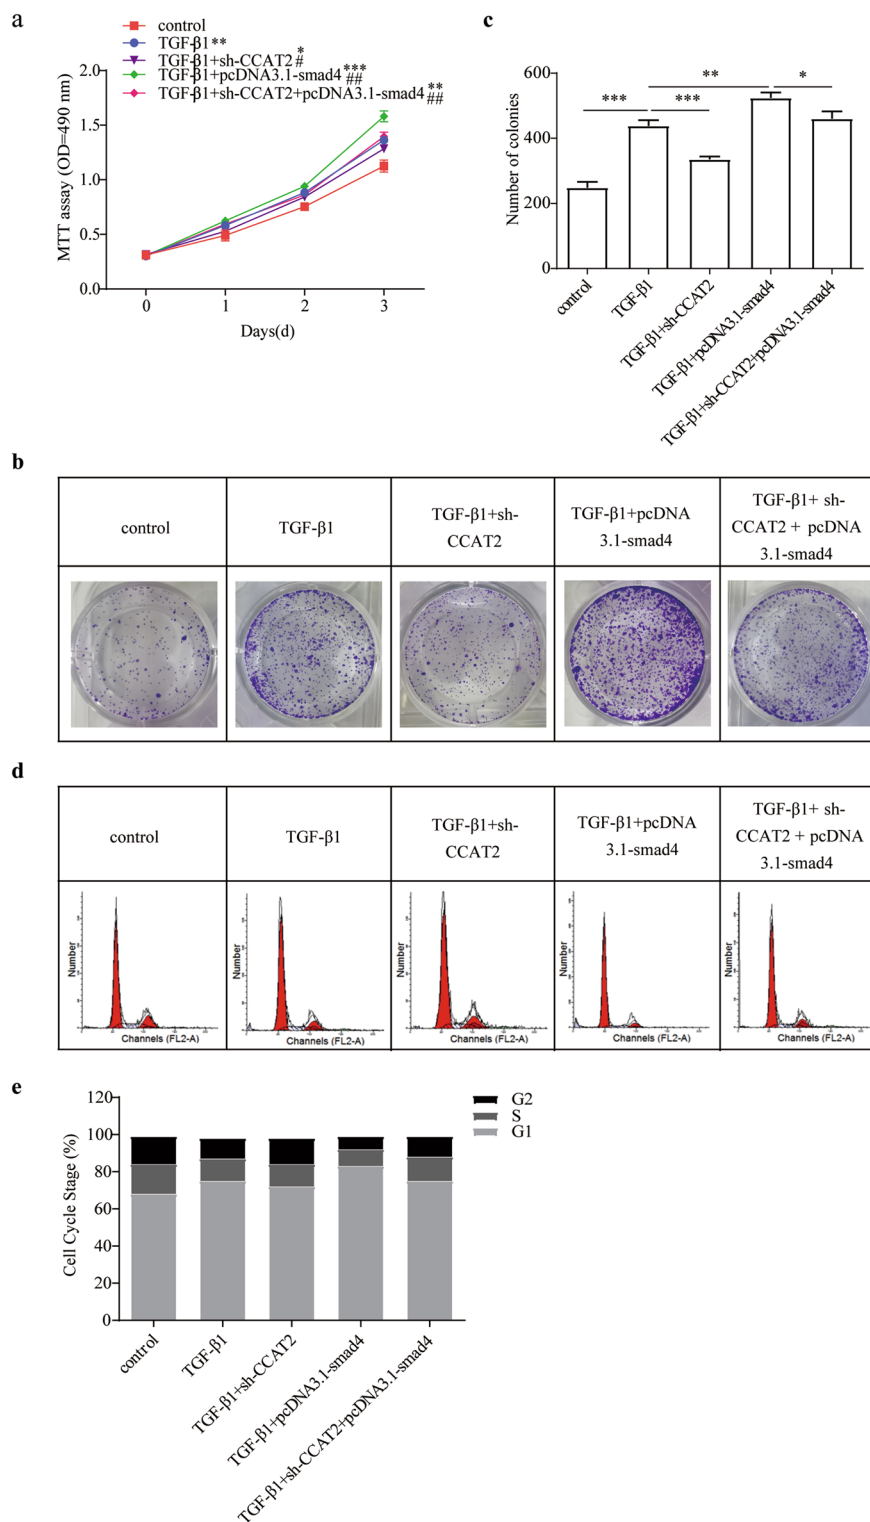 a
control
TGF-β1**
TGF-β1+sh-CCAT2 * #
TGF-β1+pcDNA3.1-smad4 *** ##
TGF-β1+sh-CCAT2+pcDNA3.1-smad4 ** ##
2.0
1.5
1.0
0.5
0.0
MTT assay (OD=490 nm)
0 1 2 3
Days(d)
c
600
400
200
0
Number of colonies
*** *** ** *
control
TGF-β1
TGF-β1+sh-CCAT2
TGF-β1+pcDNA3.1-smad4
TGF-β1+sh-CCAT2+pcDNA3.1-smad4
b
control
TGF-β1
TGF-β1+sh-
CCAT2
TGF-β1+pcDNA
3.1-smad4
TGF-β1+ sh-
CCAT2 + pcDNA
3.1-smad4
d
control
TGF-β1
TGF-β1+sh-
CCAT2
TGF-β1+pcDNA
3.1-smad4
TGF-β1+ sh-
CCAT2 + pcDNA
3.1-smad4
Number
Channels (FL2-A)
Number
Channels (FL2-A)
Number
Channels (FL2-A)
Number
Channels (FL2-A)
Number
Channels (FL2-A)
e
120
100
80
60
40
20
0
Cell Cycle Stage (%)
G2
S
G1
control
TGF-β1
TGF-β1+sh-CCAT2
TGF-β1+pcDNA3.1-smad4
TGF-β1+sh-CCAT2+pcDNA3.1-smad4